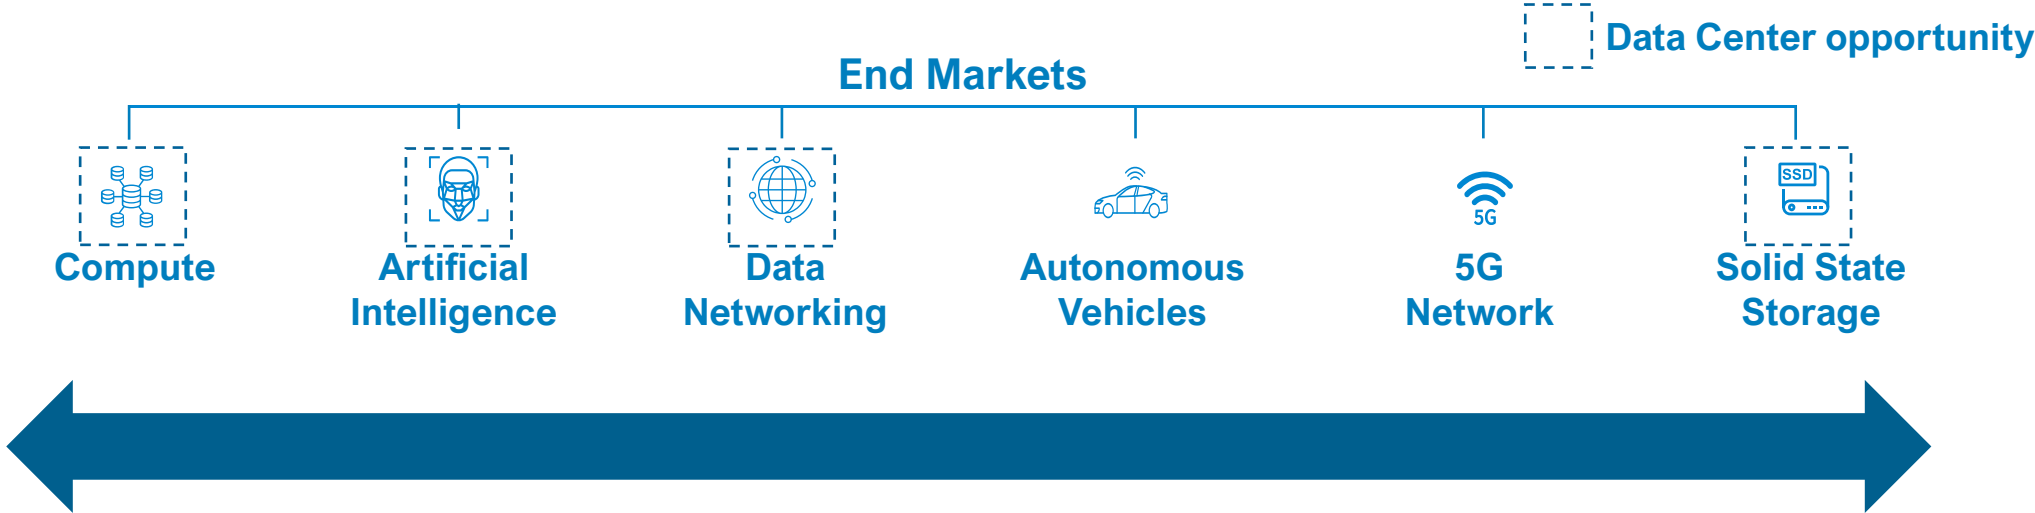 Data Center opportunity
End Markets
SSD
5G
Compute
Artificial
Intelligence
Data
Networking
Autonomous
Vehicles
5G
Network
Solid State
Storage